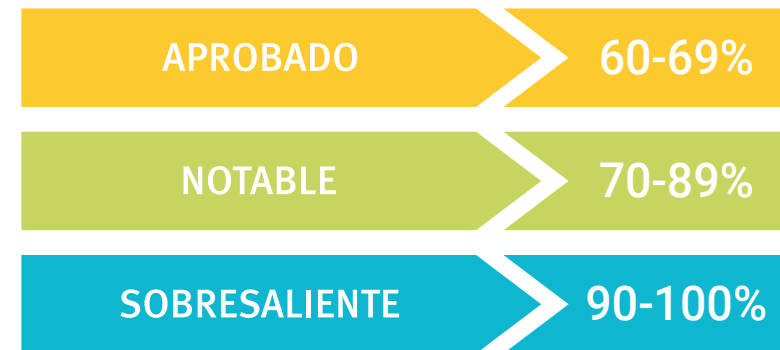 APROBADO 60-69%
NOTABLE 70-89%
SOBRESALIENTE 90-100%